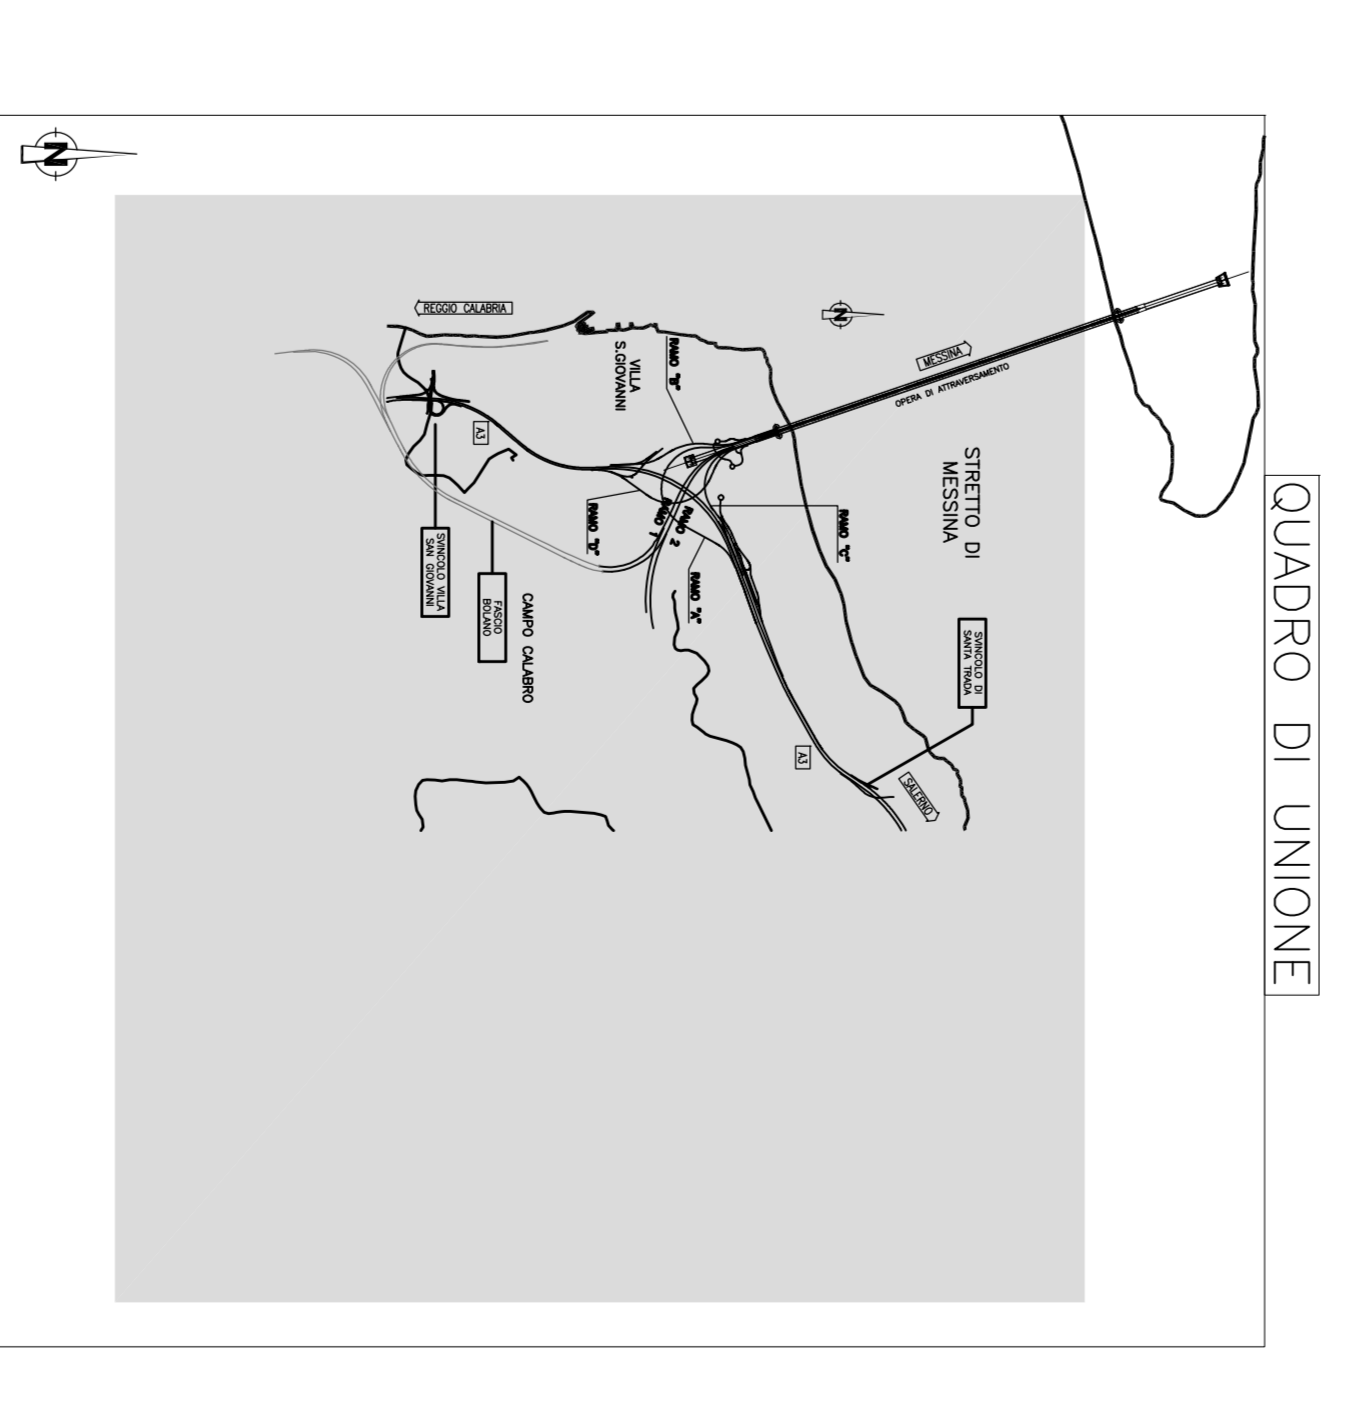 QUADRO DI UNIONE
N
N
REGGIO CALABRIA
VILLA
S.GIOVANNI
RAMO "B"
MESSINA
OPERA DI ATTRAVERSAMENTO
STRETTO DI
MESSINA
A3
RAMO "C"
RAMO "D"
RAMO 1
RAMO 2
RAMO "A"
SVINCOLO VILLA
SAN GIOVANNI
FASCIO
BOLANO
CAMPO CALABRO
SVINCOLO DI
SANTA TRADA
A3
SALERNO